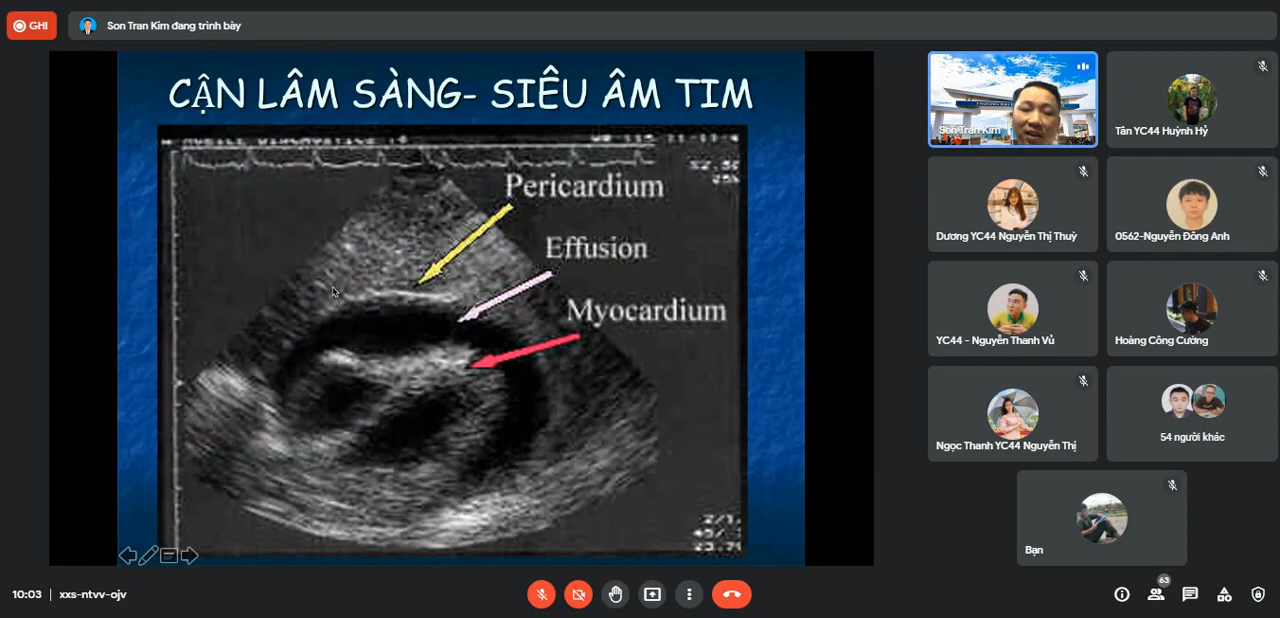 GHI
Son Tran Kim đang trình bày
CẬN LÂM SÀNG- SIÊU ÂM TIM
Pericardium
Effusion
Myocardium
Son Tran Kim
Tân YC44 Huỳnh Hỷ
Dương YC44 Nguyễn Thị Thuỳ
0562-Nguyễn Đông Anh
YC44 - Nguyễn Thanh Vủ
Hoàng Công Cường
Ngọc Thanh YC44 Nguyễn Thị
54 người khác
Bạn
10:03
xxs-ntvv-ojv
63